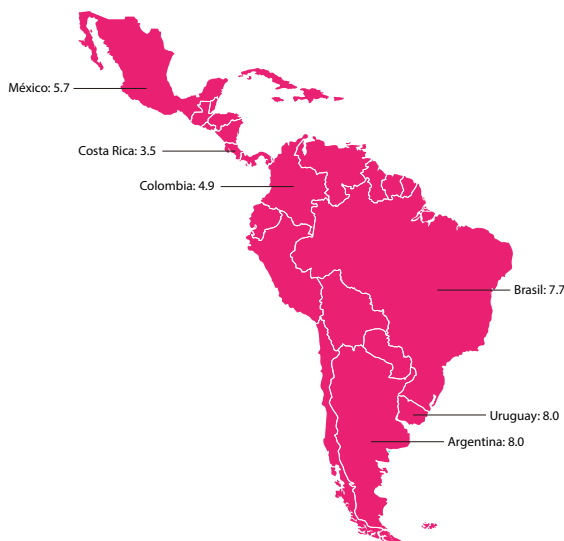 México: 5.7
Costa Rica: 3.5
Colombia: 4.9
Brasil: 7.7
Uruguay: 8.0
Argentina: 8.0